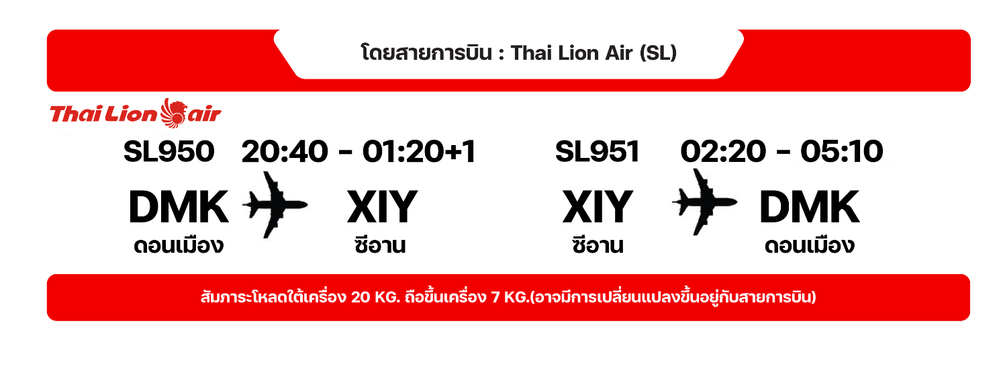 โดยสายการบิน : Thai Lion Air (SL)
Thai Lion air
SL950 20:40 - 01:20+1
DMK XIY
ดอนเมือง ซีอาน
SL951 02:20 - 05:10
XIY DMK
ซีอาน ดอนเมือง
สัมภาระโหลดใต้เครื่อง 20 KG. ถือขึ้นเครื่อง 7 KG.(อาจมีการเปลี่ยนแปลงขึ้นอยู่กับสายการบิน)